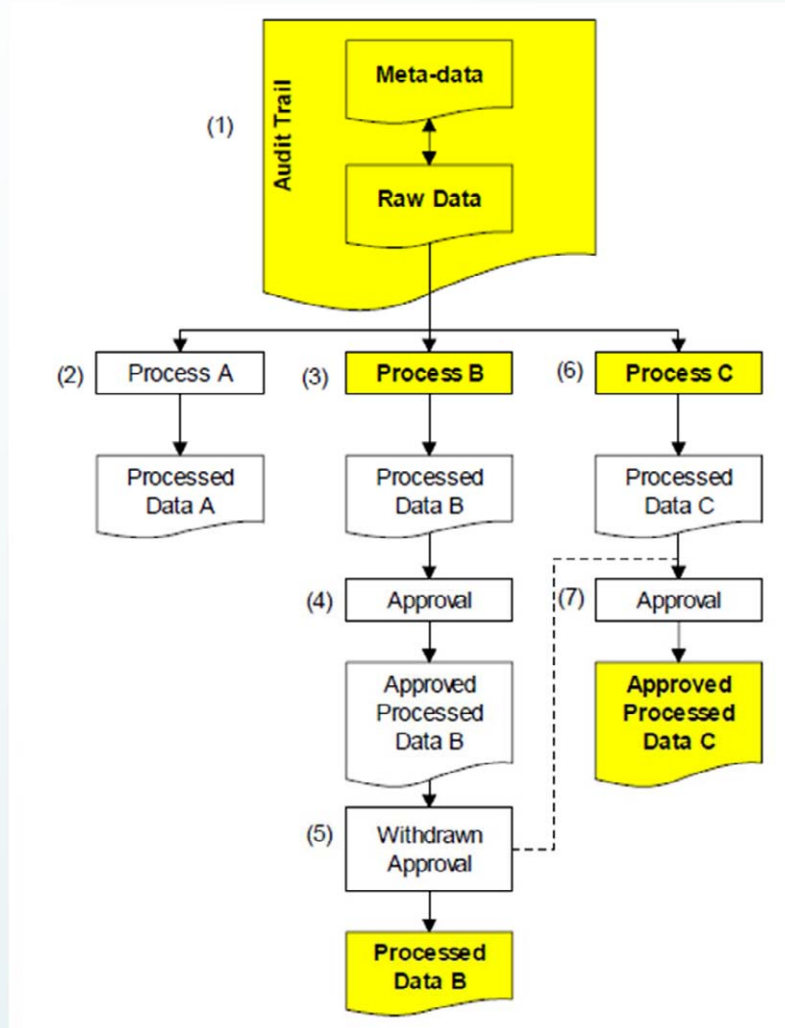 (1)
Audit Trail
Meta-data
Raw Data
(2)
Process A
(3)
Process B
(6)
Process C
Processed
Data A
Processed
Data B
Processed
Data C
(4)
Approval
(7)
Approval
Approved
Processed
Data B
Approved
Processed
Data C
(5)
Withdrawn
Approval
Processed
Data B